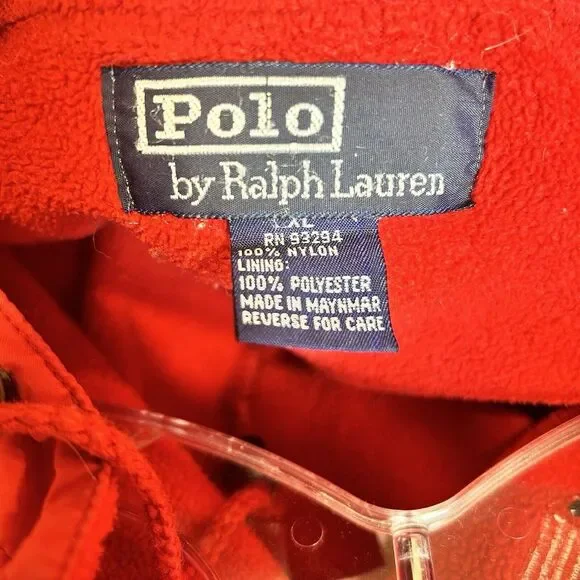 Polo
by Ralph Lauren
XL
RN 93294
100% NYLON
LINING:
100% POLYESTER
MADE IN MAYNMAR
REVERSE FOR CARE